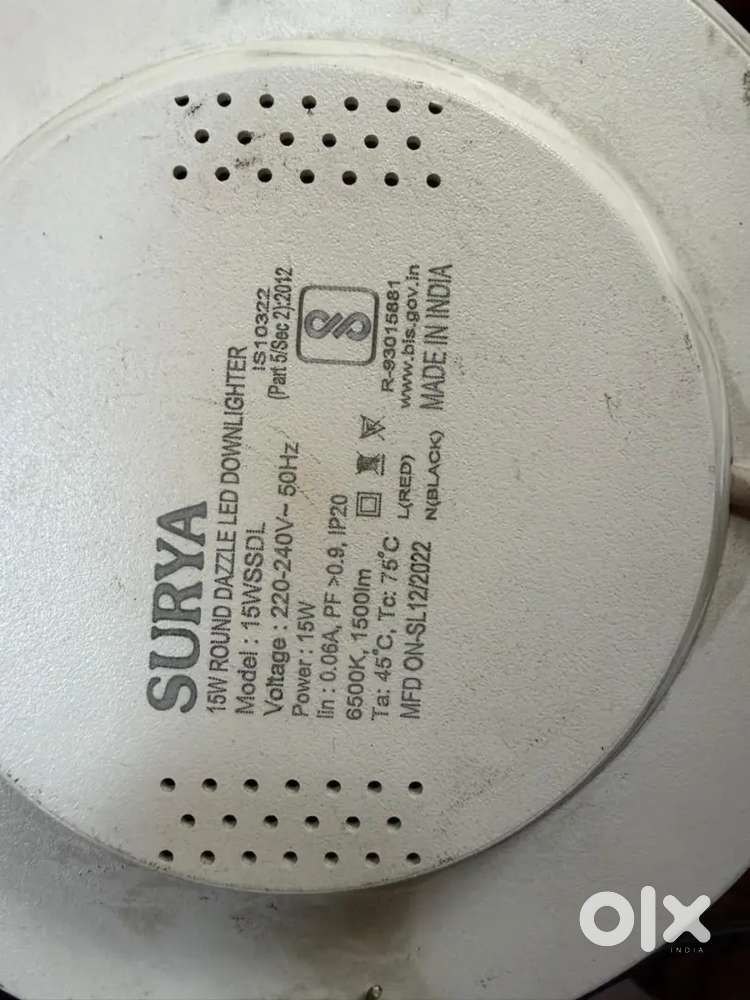 SURYA
15W ROUND DAZZLE LED DOWNLIGHTER
Model : 15WSSDL
Voltage : 220-240V~ 50Hz
Power : 15W
Iin : 0.06A, PF >0.9, IP20
6500K, 1500lm
Ta: 45°C, Tc: 75°C
MFD ON-SL12/2022
L(RED)
N(BLACK)
IS10322
(Part 5/Sec 2):2012
R-93015881
www.bis.gov.in
MADE IN INDIA
olx
INDIA